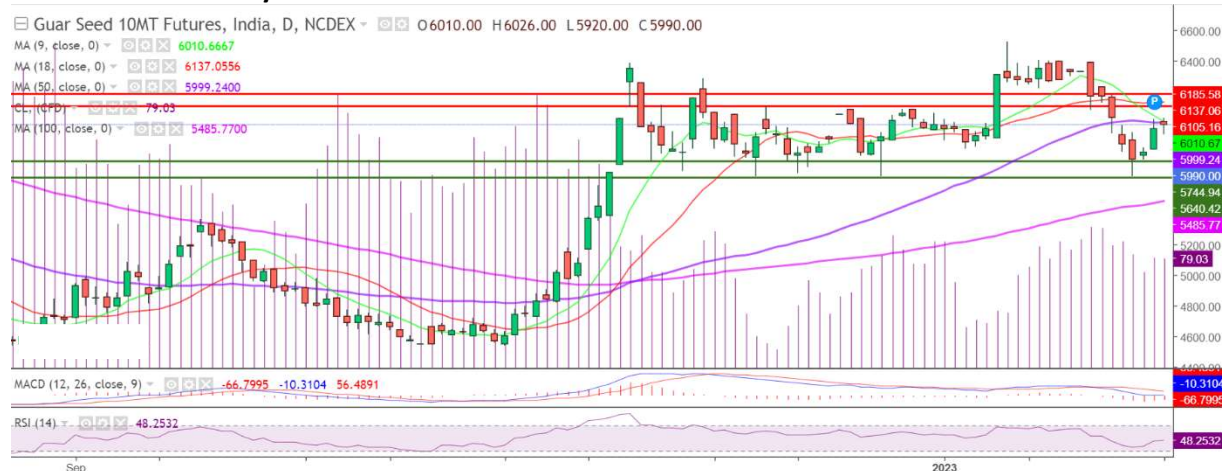 Guar Seed 10MT Futures, India, D, NCDEX O6010.00 H6026.00 L5920.00 C5990.00
MA (9, close, 0) 6010.6667
MA (18, close, 0) 6137.0556
MA (50, close, 0) 5999.2400
CL, (CFD) 79.03
MA (100, close, 0) 5485.7700
6600.00
6400.00
P
6185.58
6137.06
6105.16
6010.67
5999.24
5990.00
5744.94
5640.42
5485.77
5200.00
79.03
5000.00
4800.00
4600.00
MACD (12, 26, close, 9) -66.7995 -10.3104 56.4891
-10.3104
-66.7995
RSI (14) 48.2532
48.2532
Sep
2023